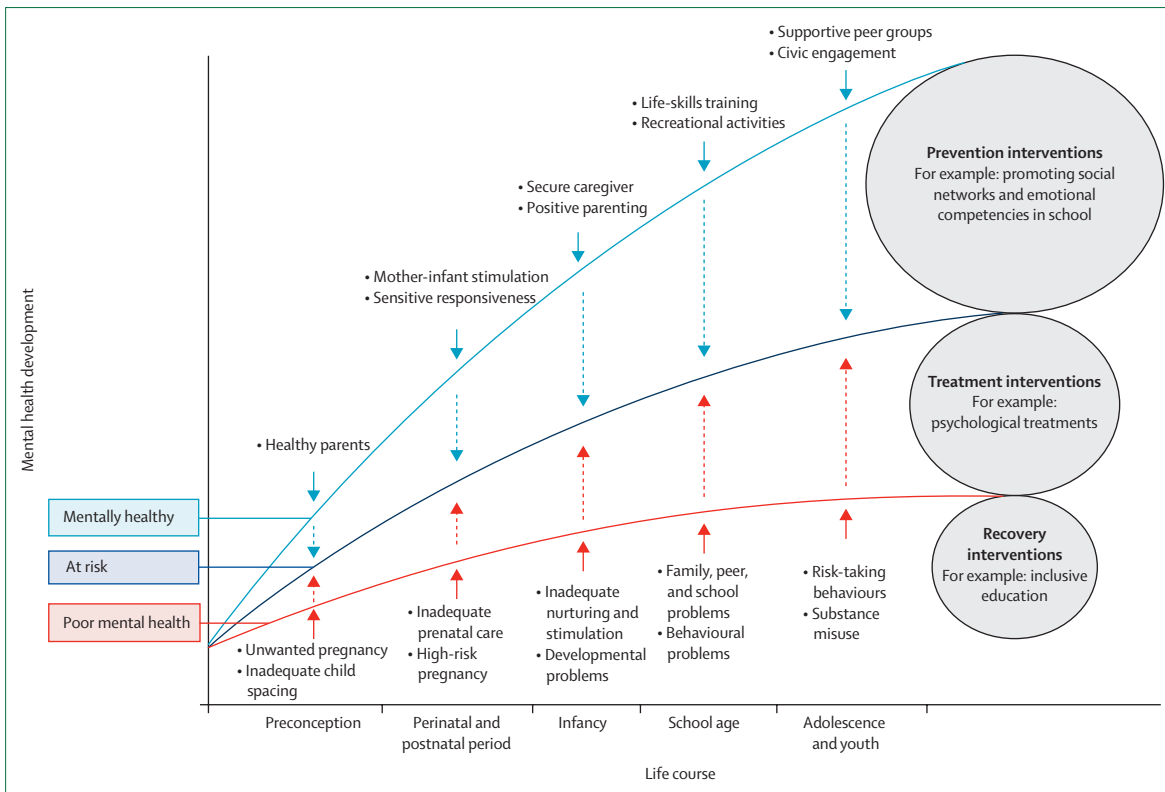 • Supportive peer groups
• Civic engagement
• Life-skills training
• Recreational activities
• Secure caregiver
• Positive parenting
• Mother-infant stimulation
• Sensitive responsiveness
• Healthy parents
Prevention interventions
For example: promoting social
networks and emotional
competencies in school
Treatment interventions
For example:
psychological treatments
Recovery
interventions
For example: inclusive
education
Mental health development
Mentally healthy
At risk
Poor mental health
• Unwanted pregnancy
• Inadequate child
spacing
• Inadequate
prenatal care
• High-risk
pregnancy
• Inadequate
nurturing and
stimulation
• Developmental
problems
• Family, peer,
and school
problems
• Behavioural
problems
• Risk-taking
behaviours
• Substance
misuse
Preconception
Perinatal and
postnatal period
Infancy
School age
Adolescence
and youth
Life course